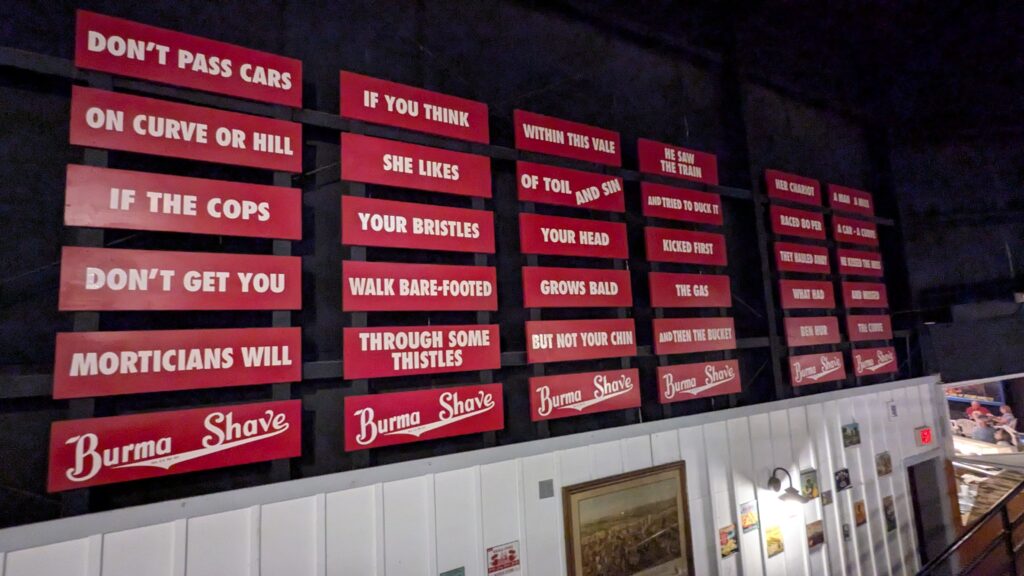 DON'T PASS CARS
ON CURVE OR HILL
IF THE COPS
DON'T GET YOU
MORTICIANS WILL
Burma Shave
IF YOU THINK
SHE LIKES
YOUR BRISTLES
WALK BARE-FOOTED
THROUGH SOME
THISTLES
Burma Shave
WITHIN THIS VALE
OF TOIL AND SIN
YOUR HEAD
GROWS BALD
BUT NOT YOUR CHIN
Burma Shave
HE SAW
THE TRAIN
AND TRIED TO DUCK IT
KICKED FIRST
THE GAS
AND THEN THE BUCKET
Burma Shave
HER CHARIOT
RACED 80 PER
THEY HAULED AWAY
WHAT HAD
BEN HUR
Burma Shave
A MAN A MISS
A CAR - A CURVE
HE KISSED THE MISS
AND MISSED
THE CURVE
Burma Shave